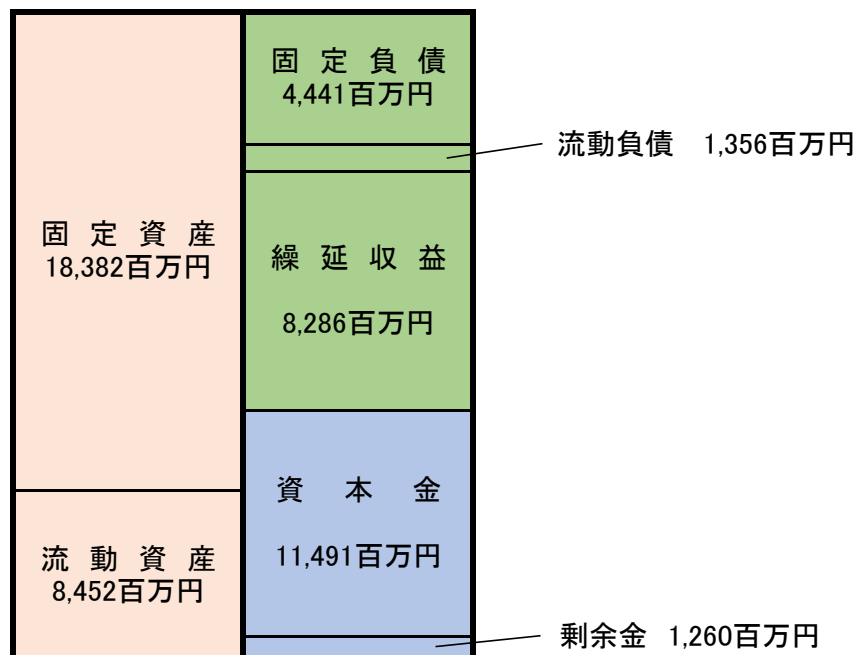 固定資産
18,382百万円
流動資産
8,452百万円
固定負債
4,441百万円
流動負債 1,356百万円
繰延収益
8,286百万円
資本金
11,491百万円
剰余金 1,260百万円